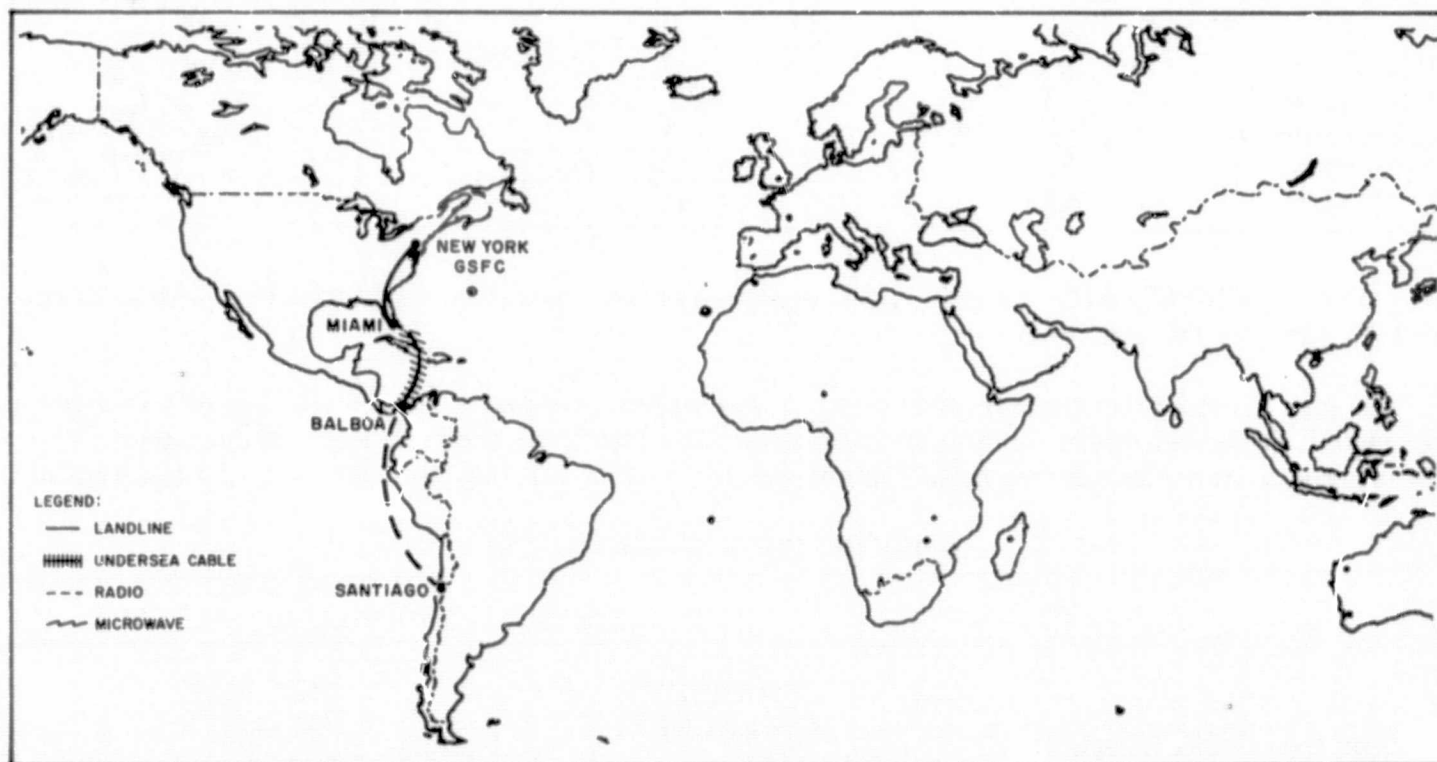 NEW YORK
GSFC
MIAMI
BALBOA
SANTIAGO
LEGEND:
LANDLINE
UNDERSEA CABLE
RADIO
MICROWAVE